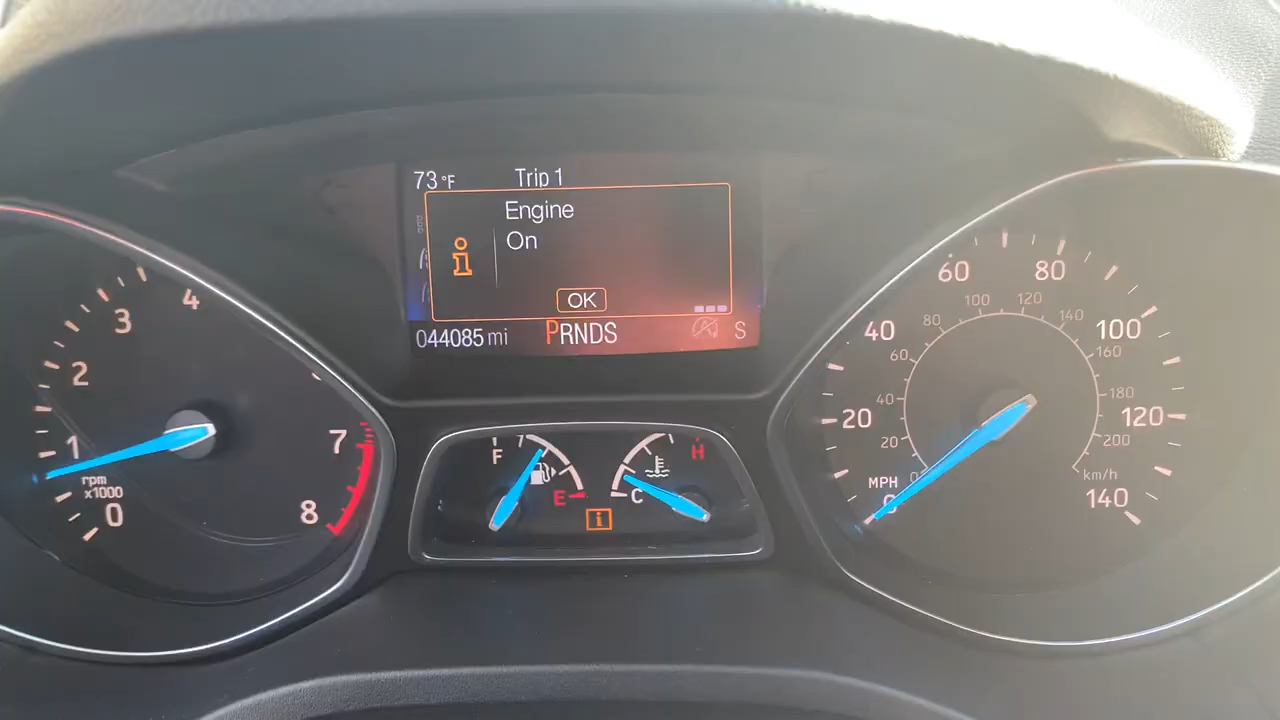 73°F Trip 1
Engine
On
OK
044085 mi PRNDS S
0 1 2 3 4 7 8
rpm
x1000
F E
C H
20 40 60 80 100 120 140
MPH
0 20 40 60 80 100 120 140 160 180 200
km/h